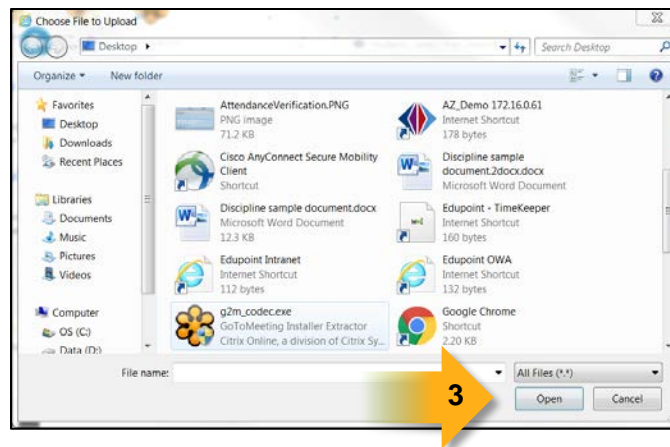 Choose File to Upload
Desktop
Search Desktop
Organize
New folder
Favorites
Desktop
Downloads
Recent Places
Libraries
Documents
Music
Pictures
Videos
Computer
OS (C:)
Data (D:)
AttendanceVerification.PNG
PNG image
71.2 KB
AZ_Demo 172.16.0.61
Internet Shortcut
178 bytes
Cisco AnyConnect Secure Mobility
Client
Shortcut
Discipline sample
document.2docx.docx
Microsoft Word Document
Discipline sample document.docx
Microsoft Word Document
12.3 KB
Edupoint - TimeKeeper
Internet Shortcut
160 bytes
Edupoint Intranet
Internet Shortcut
112 bytes
Edupoint OWA
Internet Shortcut
132 bytes
g2m_codec.exe
GoToMeeting Installer Extractor
Citrix Online, a division of Citrix Sy...
Google Chrome
Shortcut
2.20 KB
File name:
All Files (*.*)
3
Open
Cancel